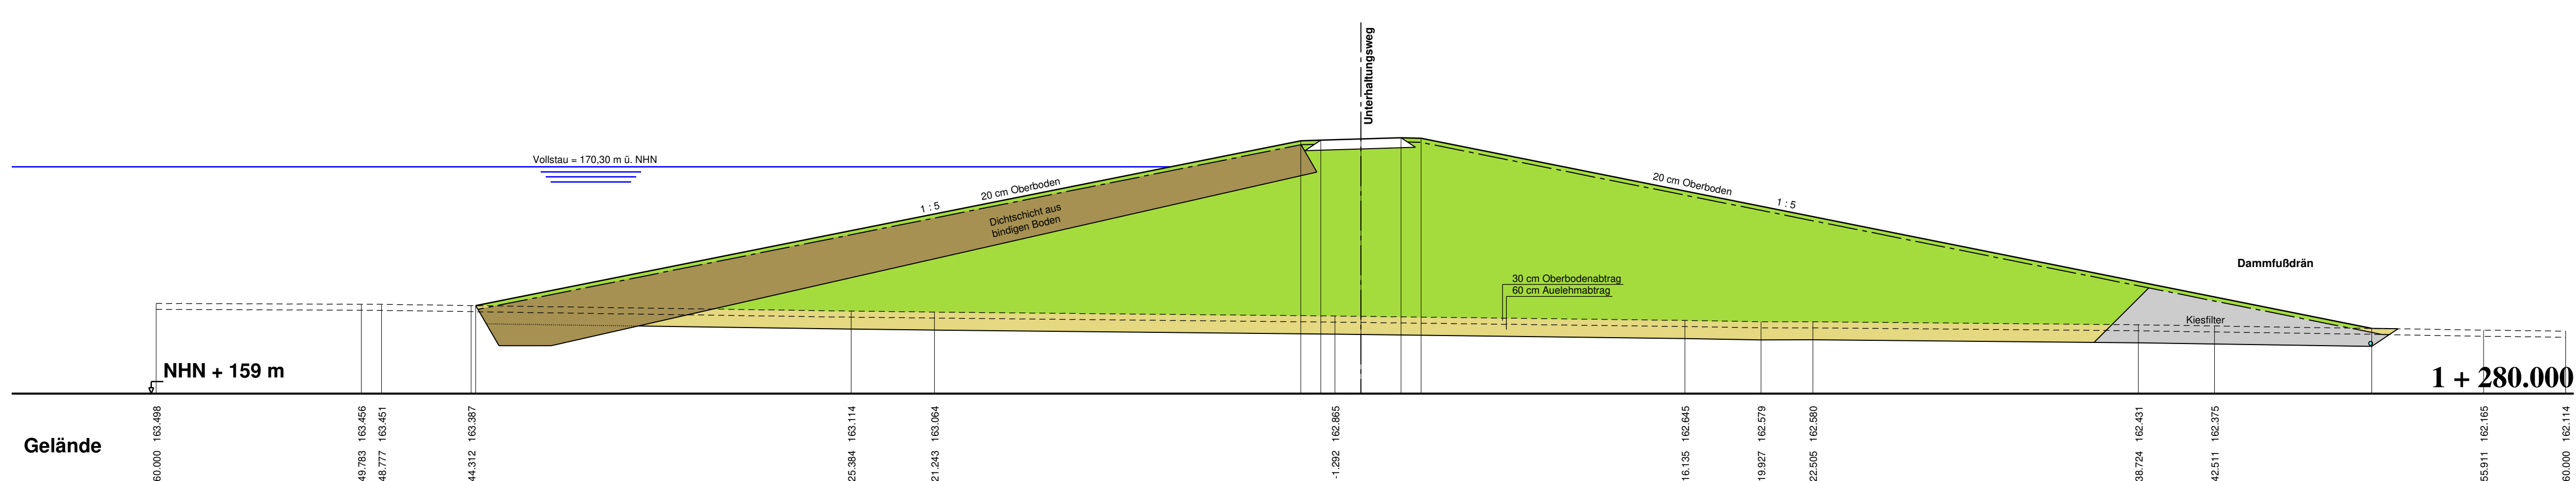 Unterhaltungsweg
Vollstau = 170,30 m ü. NHN
20 cm Oberboden
1 : 5
Dichtschicht aus
bindigen Boden
20 cm Oberboden
1 : 5
Dammfußdrän
30 cm Oberbodenabtrag
60 cm Auelehmabtrag
Kiesfilter
NHN + 159 m
1 + 280.000
Gelände
60.000 163.498
49.783 163.456
48.777 163.451
44.312 163.387
25.384 163.114
21.243 163.064
-1.292 162.865
16.135 162.645
19.927 162.579
22.505 162.580
38.724 162.431
42.511 162.375
55.911 162.165
60.000 162.114